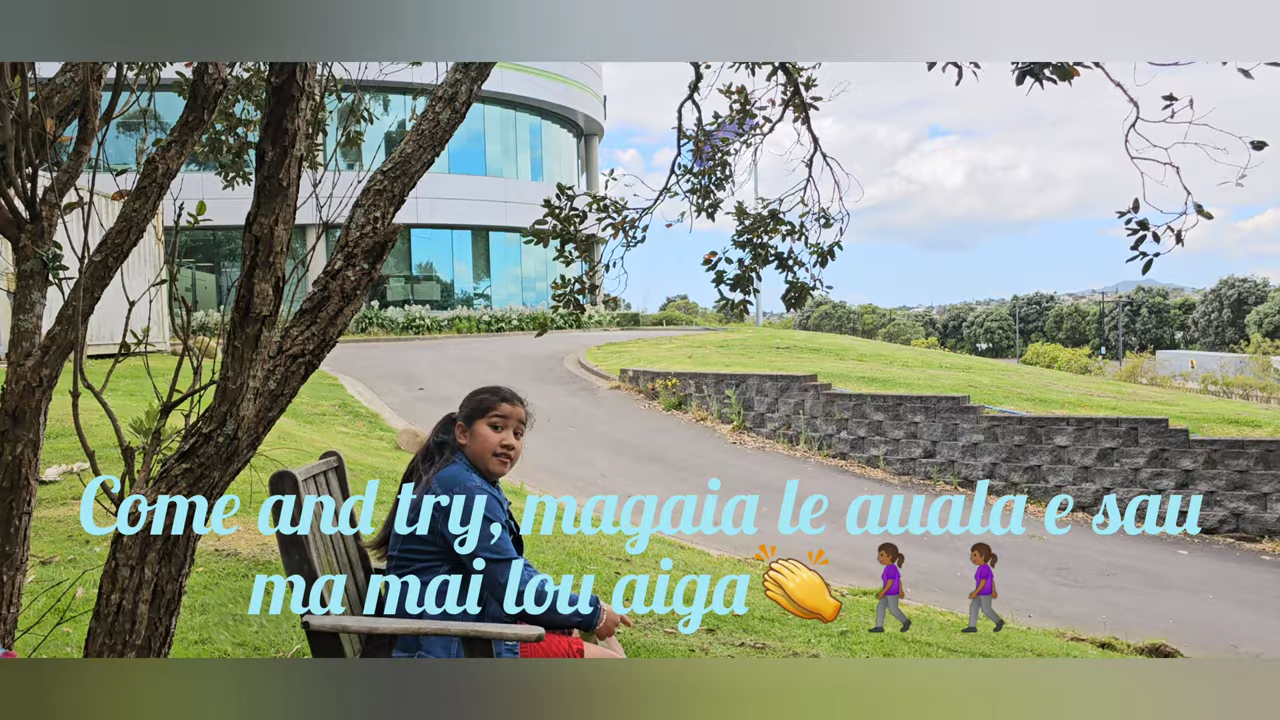 Come and try, magaia le auala e sau
ma mai lou aiga👏 🚶🏾‍♀️ 🚶🏾‍♀️